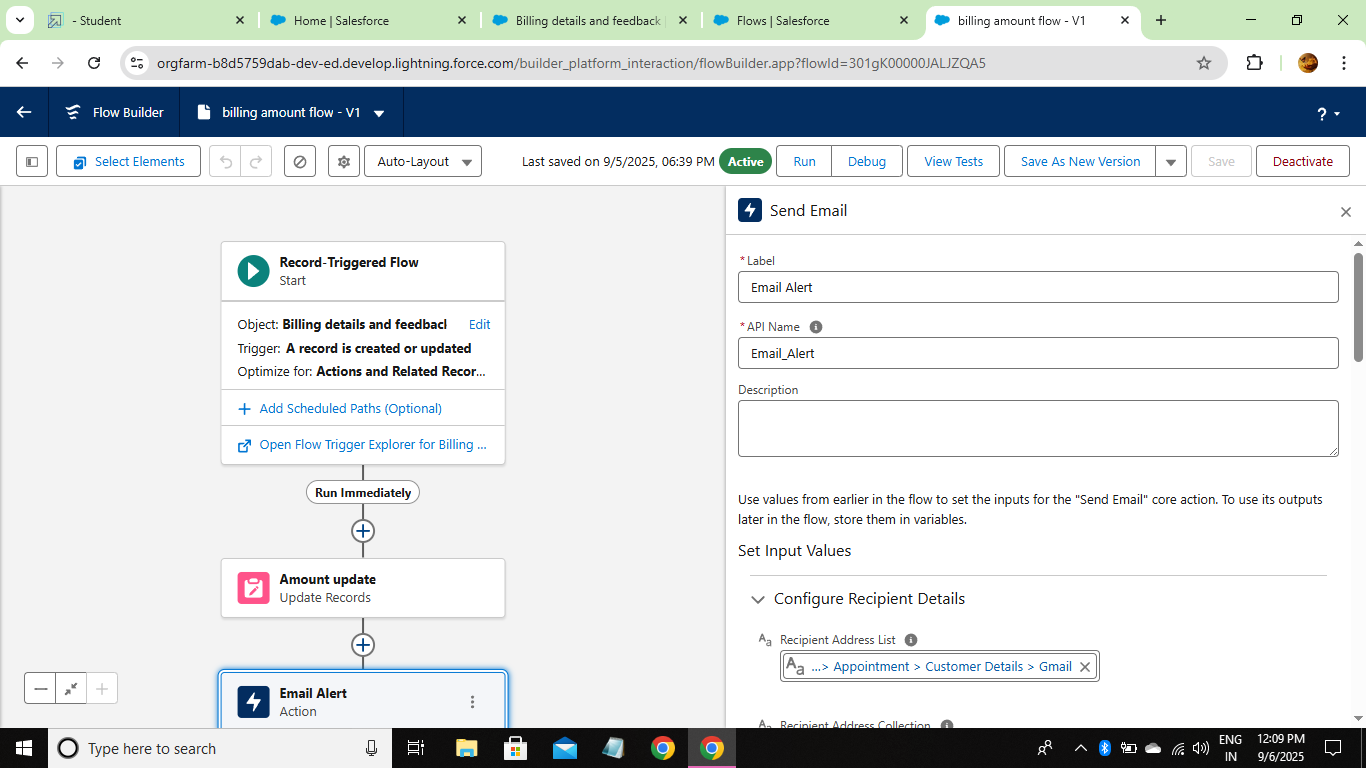 - Student
Home | Salesforce
Billing details and feedback
Flows | Salesforce
billing amount flow - V1
orgfarm-b8d5759dab-dev-ed.develop.lightning.force.com/builder_platform_interaction/flowBuilder.app?flowId=301gK00000JALJZQA5
Flow Builder
billing amount flow - V1
?
Select Elements
Auto-Layout
Last saved on 9/5/2025, 06:39 PM
Active
Run
Debug
View Tests
Save As New Version
Save
Deactivate
Record-Triggered Flow
Start
Object: Billing details and feedbacl
Edit
Trigger: A record is created or updated
Optimize for: Actions and Related Recor...
Add Scheduled Paths (Optional)
Open Flow Trigger Explorer for Billing ...
Run Immediately
Amount update
Update Records
Email Alert
Action
Send Email
* Label
Email Alert
* API Name
Email_Alert
Description
Use values from earlier in the flow to set the inputs for the "Send Email" core action. To use its outputs
later in the flow, store them in variables.
Set Input Values
Configure Recipient Details
Aa Recipient Address List
Aa ...> Appointment > Customer Details > Gmail
Aa Recipient Address Collection
Type here to search
ENG
IN
12:09 PM
9/6/2025